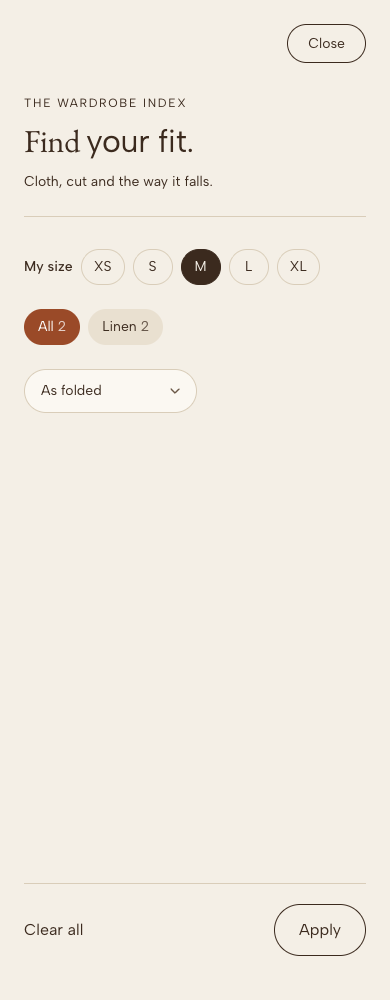 Close
THE WARDROBE INDEX
Find your fit.
Cloth, cut and the way it falls.
My size XS S M L XL
All 2 Linen 2
As folded
Clear all Apply